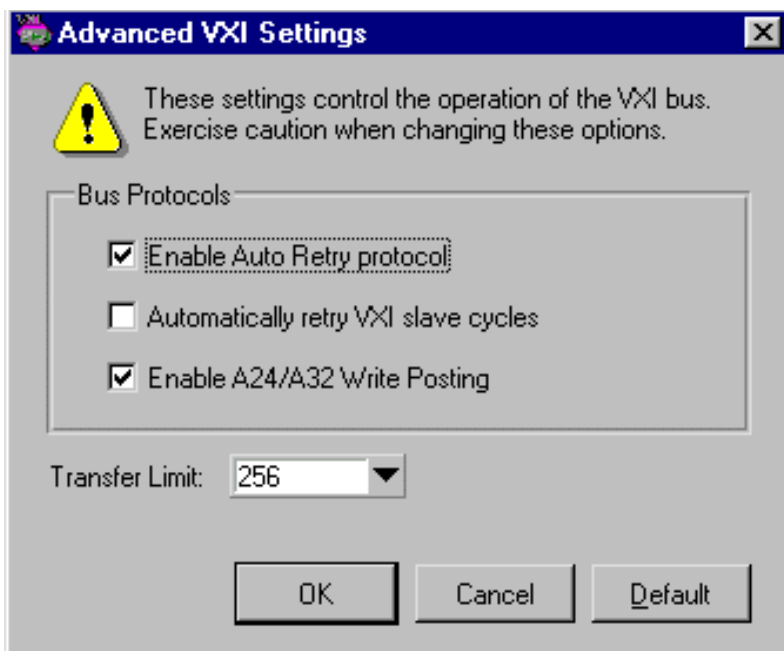 Advanced VXI Settings
These settings control the operation of the VXI bus.
Exercise caution when changing these options.
Bus Protocols
Enable Auto Retry protocol
Automatically retry VXI slave cycles
Enable A24/A32 Write Posting
Transfer Limit: 256
OK Cancel Default